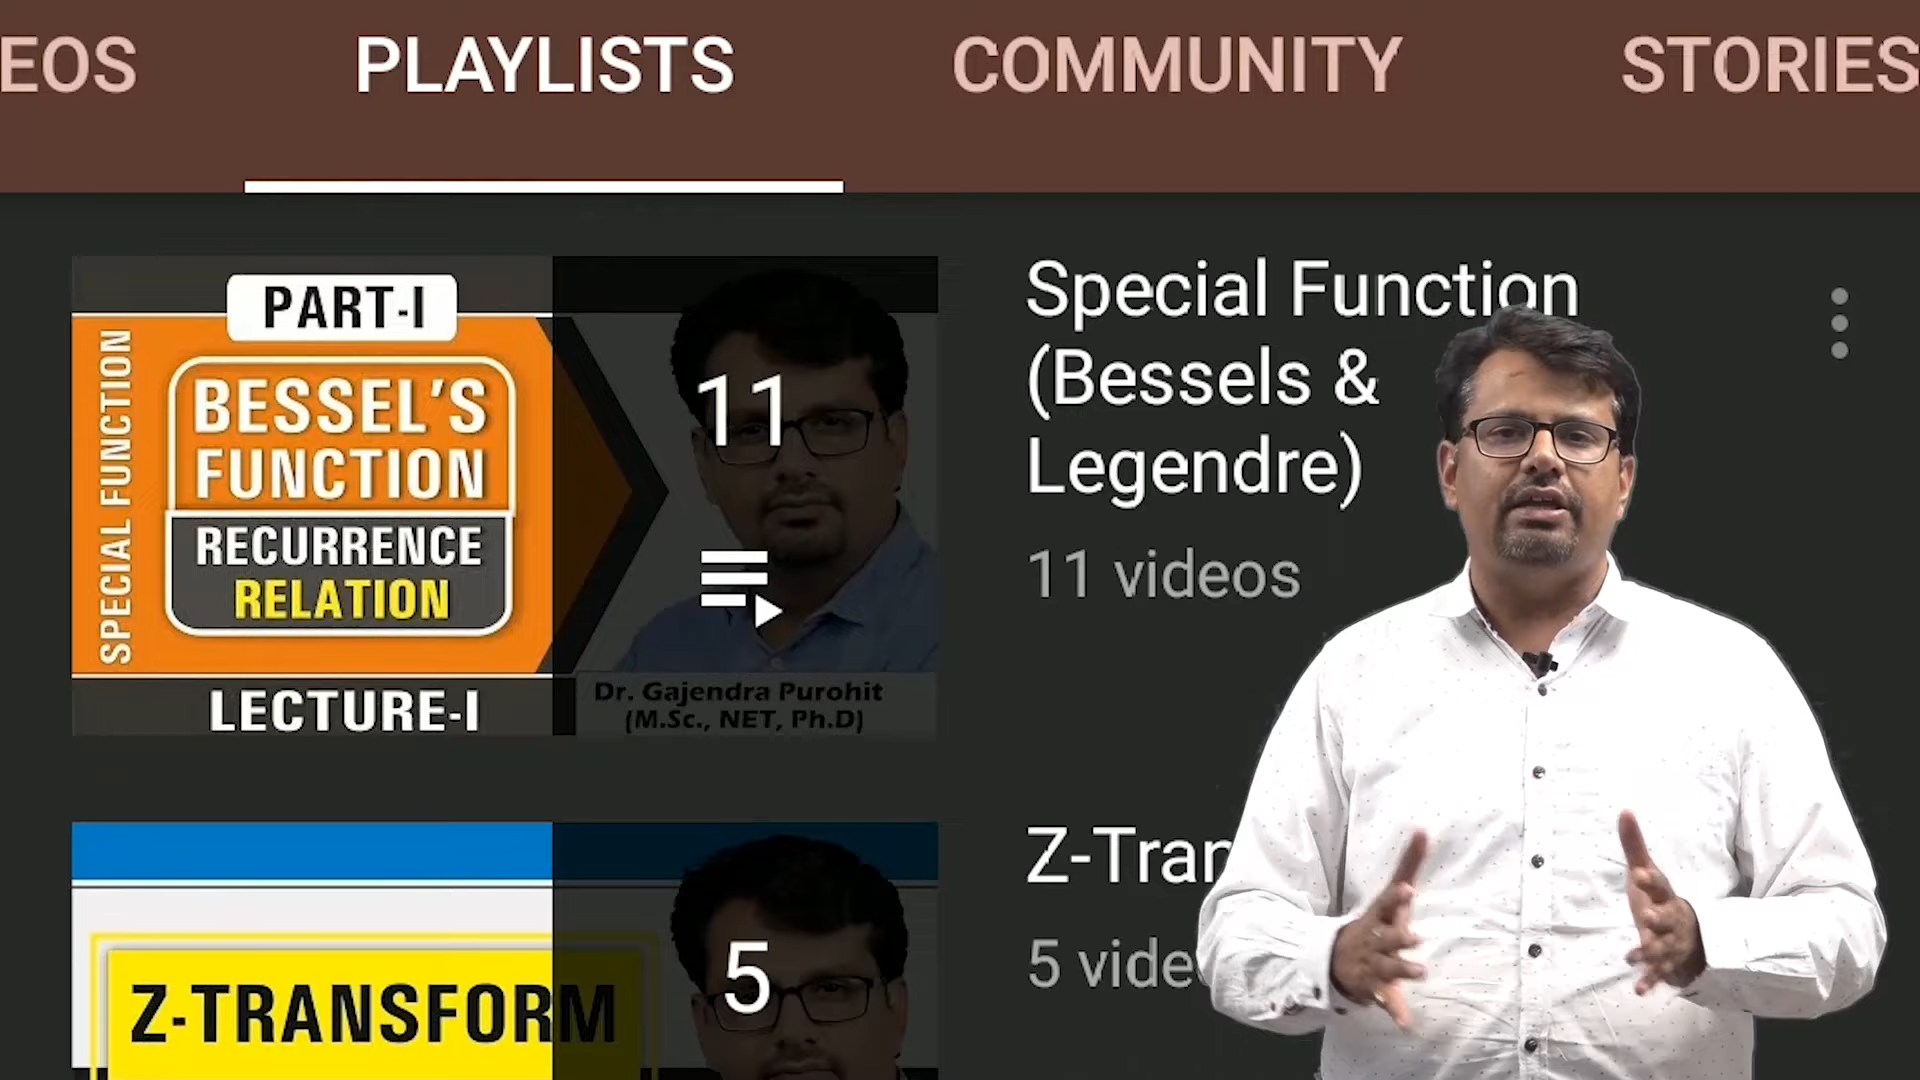 EOS PLAYLISTS COMMUNITY STORIES
PART-I
SPECIAL FUNCTION
BESSEL'S
FUNCTION
RECURRENCE
RELATION
LECTURE-I
11
Dr. Gajendra Purohit
(M.Sc., NET, Ph.D)
Special Function
(Bessels &
Legendre)
11 videos
Z-TRANSFORM
5
Z-Tran
5 vide